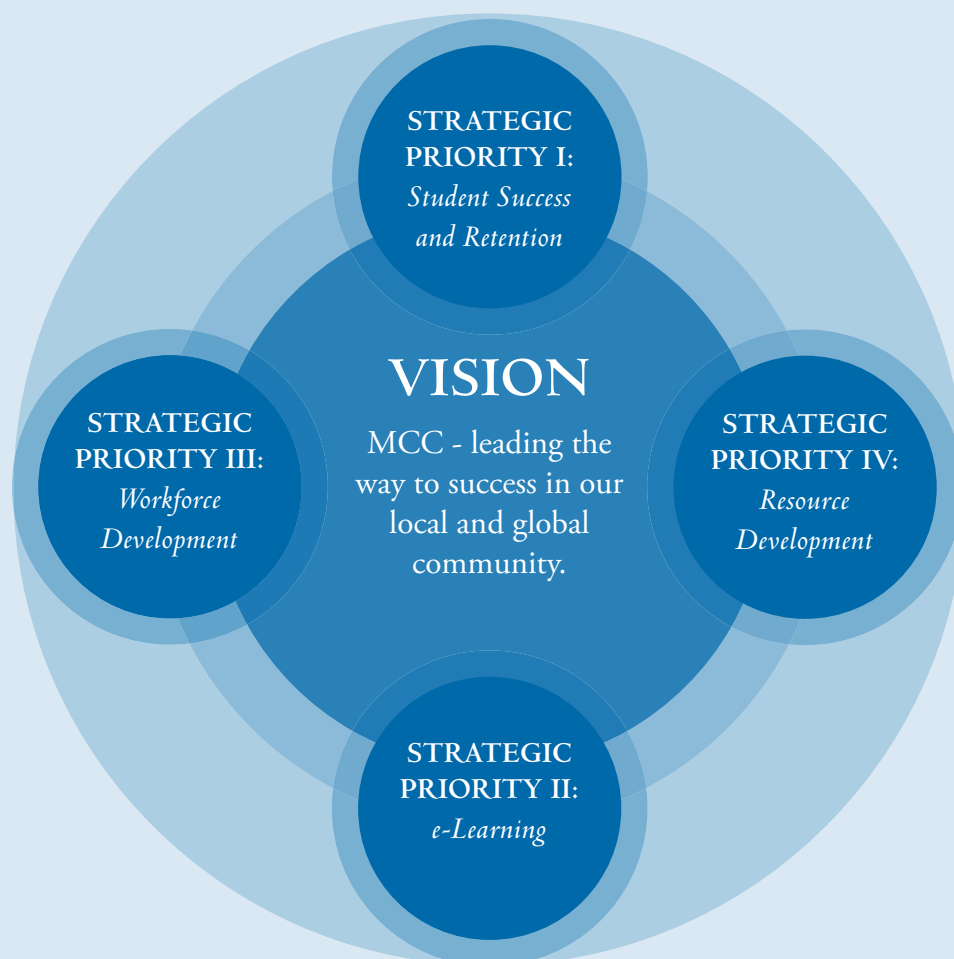 STRATEGIC
PRIORITY I:
Student Success
and Retention
VISION
MCC - leading the
way to success in our
local and global
community.
STRATEGIC
PRIORITY III:
Workforce
Development
STRATEGIC
PRIORITY IV:
Resource
Development
STRATEGIC
PRIORITY II:
e-Learning